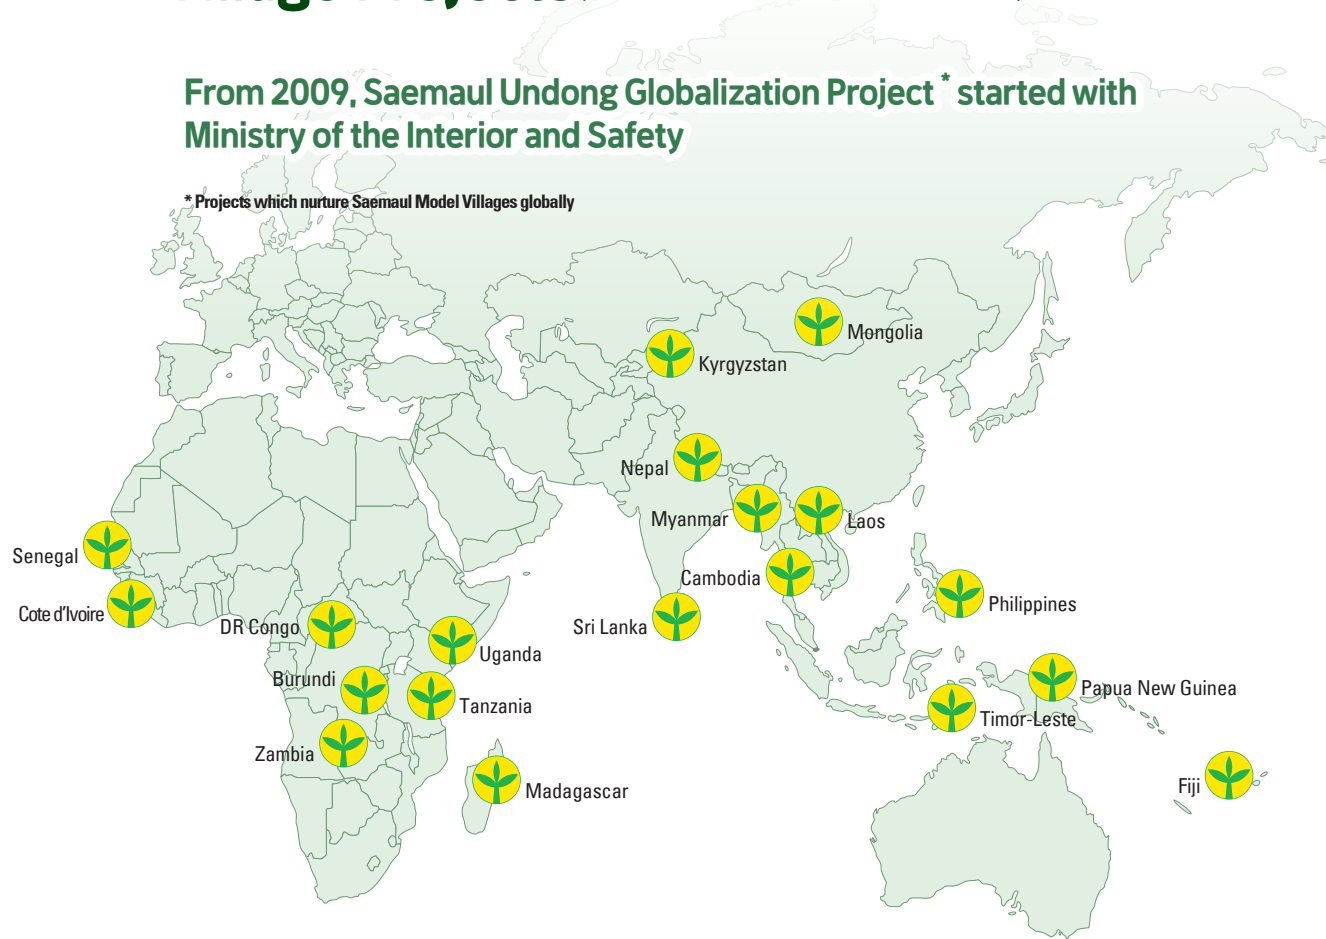 Village Projects
From 2009, Saemaul Undong Globalization Project* started with
Ministry of the Interior and Safety
* Projects which nurture Saemaul Model Villages globally
Mongolia
Kyrgyzstan
Nepal
Myanmar
Laos
Senegal
Cambodia
Cote d'Ivoire
DR Congo
Sri Lanka
Philippines
Uganda
Burundi
Tanzania
Papua New Guinea
Timor-Leste
Zambia
Madagascar
Fiji